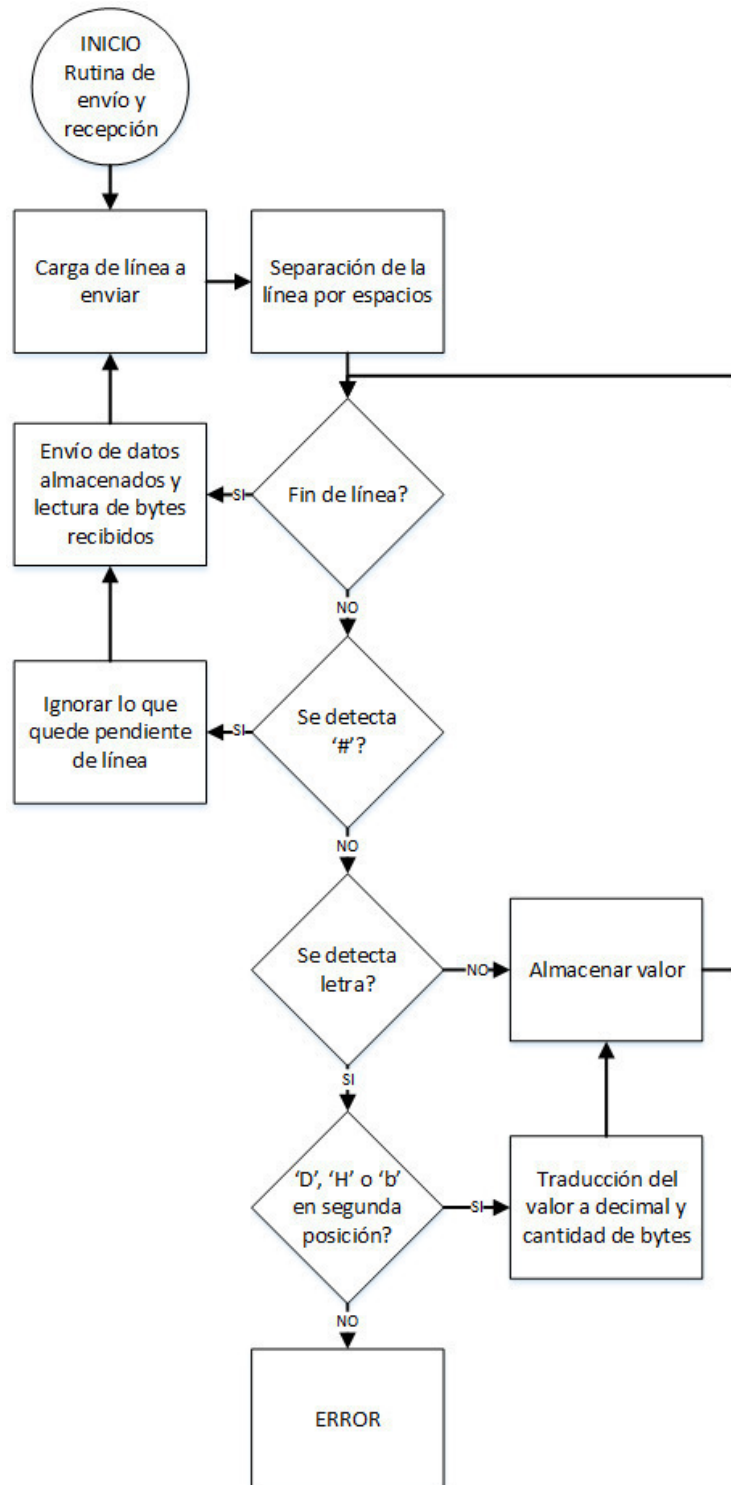 INICIO
Rutina de
envío y
recepción
Carga de línea a
enviar
Separación de la
línea por espacios
Envío de datos
almacenados y
lectura de bytes
recibidos
SI
Fin de línea?
NO
Ignorar lo que
quede pendiente
de línea
SI
Se detecta
‘#’?
NO
Se detecta
letra?
NO
Almacenar valor
SI
‘D’, ‘H’ o ‘b’
en segunda
posición?
SI
Traducción del
valor a decimal y
cantidad de bytes
NO
ERROR